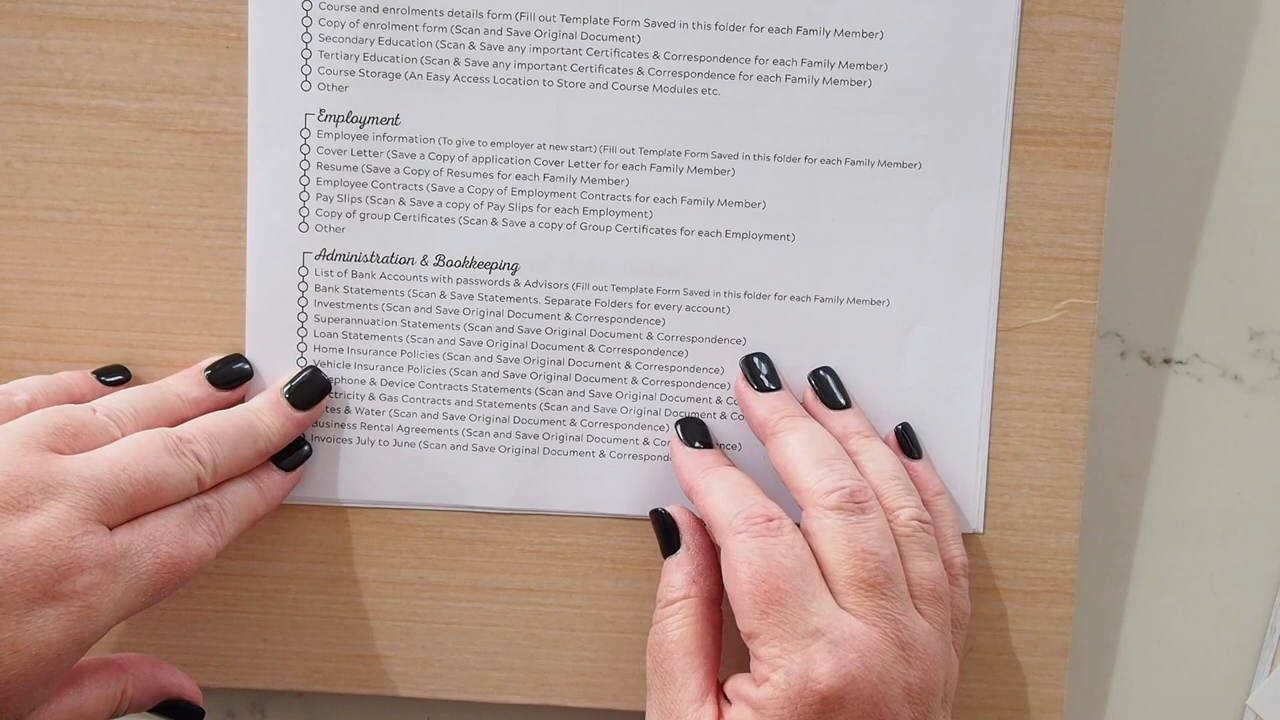 Course and enrolments details form (Fill out Template Form Saved in this folder for each Family Member)
Copy of enrolment form (Scan and Save Original Document)
Secondary Education (Scan & Save any important Certificates & Correspondence for each Family Member)
Tertiary Education (Scan & Save any important Certificates & Correspondence for each Family Member)
Course Storage (An Easy Access Location to Store and Course Modules etc.
Other
Employment
Employee information (To give to employer at new start) (Fill out Template Form Saved in this folder for each Family Member)
Cover Letter (Save a Copy of application Cover Letter for each Family Member)
Resume (Save a Copy of Resumes for each Family Member)
Employee Contracts (Save a Copy of Employment Contracts for each Family Member)
Pay Slips (Scan & Save a copy of Pay Slips for each Employment)
Copy of group Certificates (Scan & Save a copy of Group Certificates for each Employment)
Other
Administration & Bookkeeping
List of Bank Accounts with passwords & Advisors (Fill out Template Form Saved in this folder for each Family Member)
Bank Statements (Scan & Save Statements. Separate Folders for every account)
Investments (Scan and Save Original Document & Correspondence)
Superannuation Statements (Scan and Save Original Document & Correspondence)
Loan Statements (Scan and Save Original Document & Correspondence)
Home Insurance Policies (Scan and Save Original Document & Correspondence)
Vehicle Insurance Policies (Scan and Save Original Document & Correspondence)
& Device Contracts Statements (Scan and Save Original Document &
& Gas Contracts and Statements (Scan and Save Original Document &
& Water (Scan and Save Original Document & Correspondence)
Business Rental Agreements (Scan and Save Original Document &
Invoices July to June (Scan and Save Original Document &